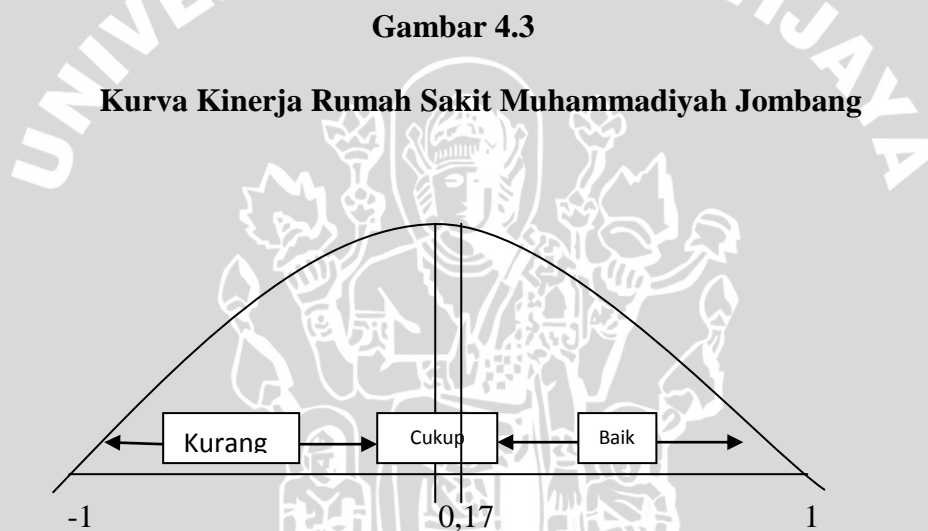 Gambar 4.3
Kurva Kinerja Rumah Sakit Muhammadiyah Jombang
Kurang
Cukup
Baik
-1
0,17
1